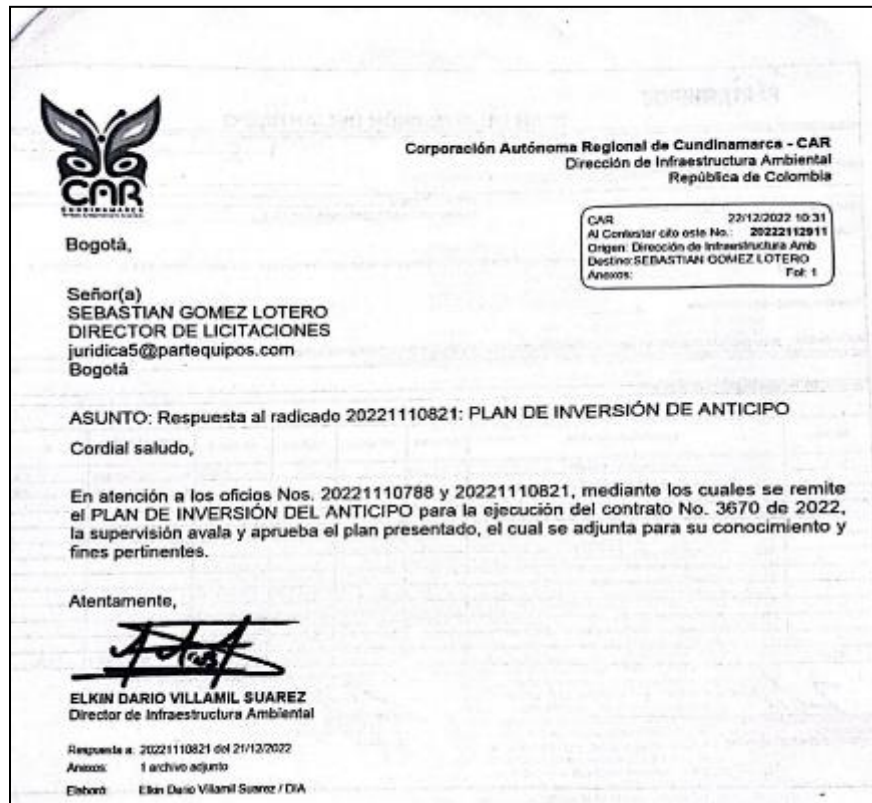 CAR
CUNDINAMARCA
Corporación Autónoma Regional de Cundinamarca - CAR
Dirección de Infraestructura Ambiental
República de Colombia
CAR 22/12/2022 10:31
Al Contestar cite este No.: 20222112911
Origen: Dirección de Infraestructura Amb
Destino: SEBASTIAN GOMEZ LOTERO
Anexos: Fol: 1
Bogotá,
Señor(a)
SEBASTIAN GOMEZ LOTERO
DIRECTOR DE LICITACIONES
juridica5@partequipos.com
Bogotá
ASUNTO: Respuesta al radicado 20221110821: PLAN DE INVERSIÓN DE ANTICIPO
Cordial saludo,
En atención a los oficios Nos. 20221110788 y 20221110821, mediante los cuales se remite
el PLAN DE INVERSIÓN DEL ANTICIPO para la ejecución del contrato No. 3670 de 2022,
la supervisión avala y aprueba el plan presentado, el cual se adjunta para su conocimiento y
fines pertinentes.
Atentamente,
ELKIN DARIO VILLAMIL SUAREZ
Director de Infraestructura Ambiental
Respuesta a: 20221110821 del 21/12/2022
Anexos: 1 archivo adjunto
Elaboró: Elkin Dario Villamil Suarez / DIA